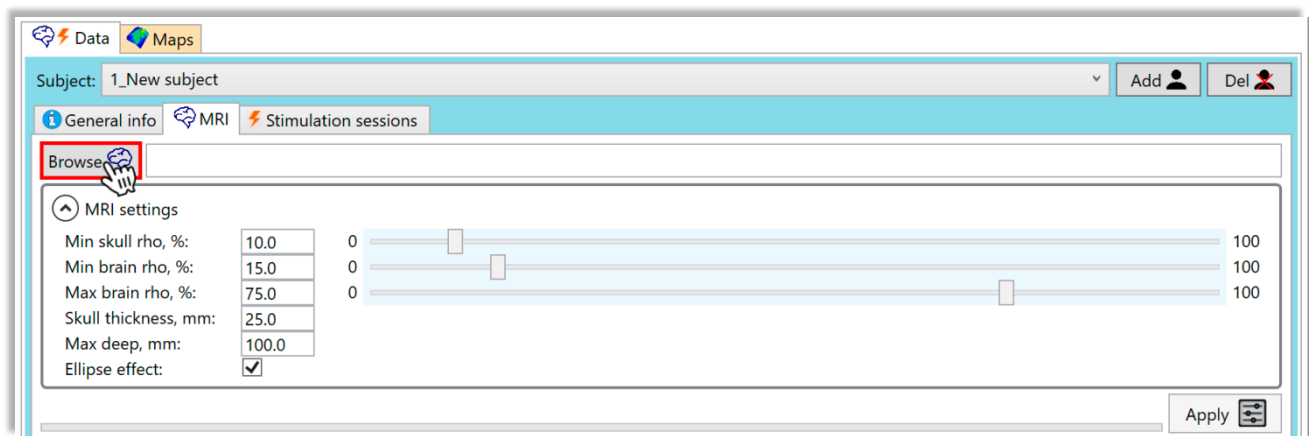 Data Maps
Subject: 1_New subject Add Del
General info MRI Stimulation sessions
Browse
MRI settings
Min skull rho, %: 10.0 0 100
Min brain rho, %: 15.0 0 100
Max brain rho, %: 75.0 0 100
Skull thickness, mm: 25.0
Max deep, mm: 100.0
Ellipse effect:
Apply